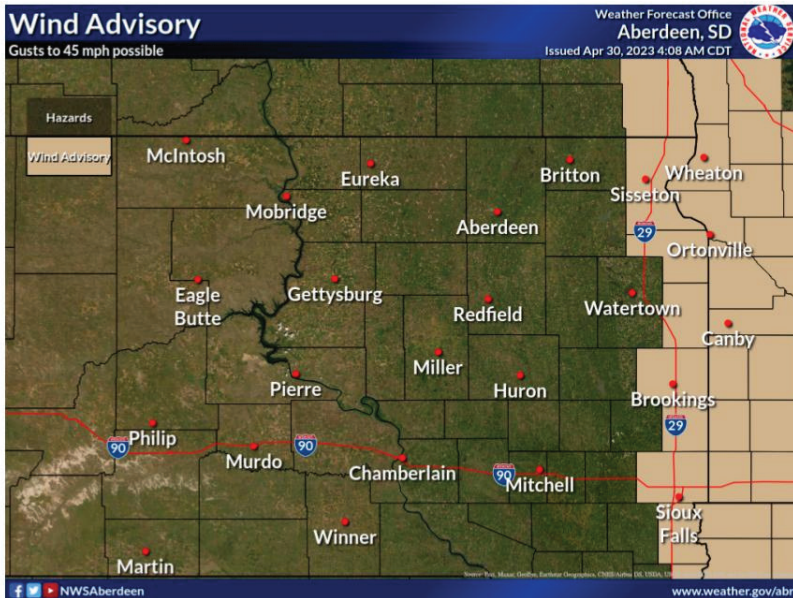 Wind Advisory
Gusts to 45 mph possible
Weather Forecast Office
Aberdeen, SD
Issued Apr 30, 2023 4:08 AM CDT
NATIONAL WEATHER SERVICE
Hazards
Wind Advisory
McIntosh
Eureka
Britton
Wheaton
Sisseton
Mobridge
Aberdeen
29
Ortonville
Eagle
Butte
Gettysburg
Redfield
Watertown
Canby
Miller
Pierre
Huron
Brookings
29
Philip
90
Murdo
90
Chamberlain
90
Mitchell
Sioux
Falls
Winner
Martin
NWSAberdeen
www.weather.gov/abr